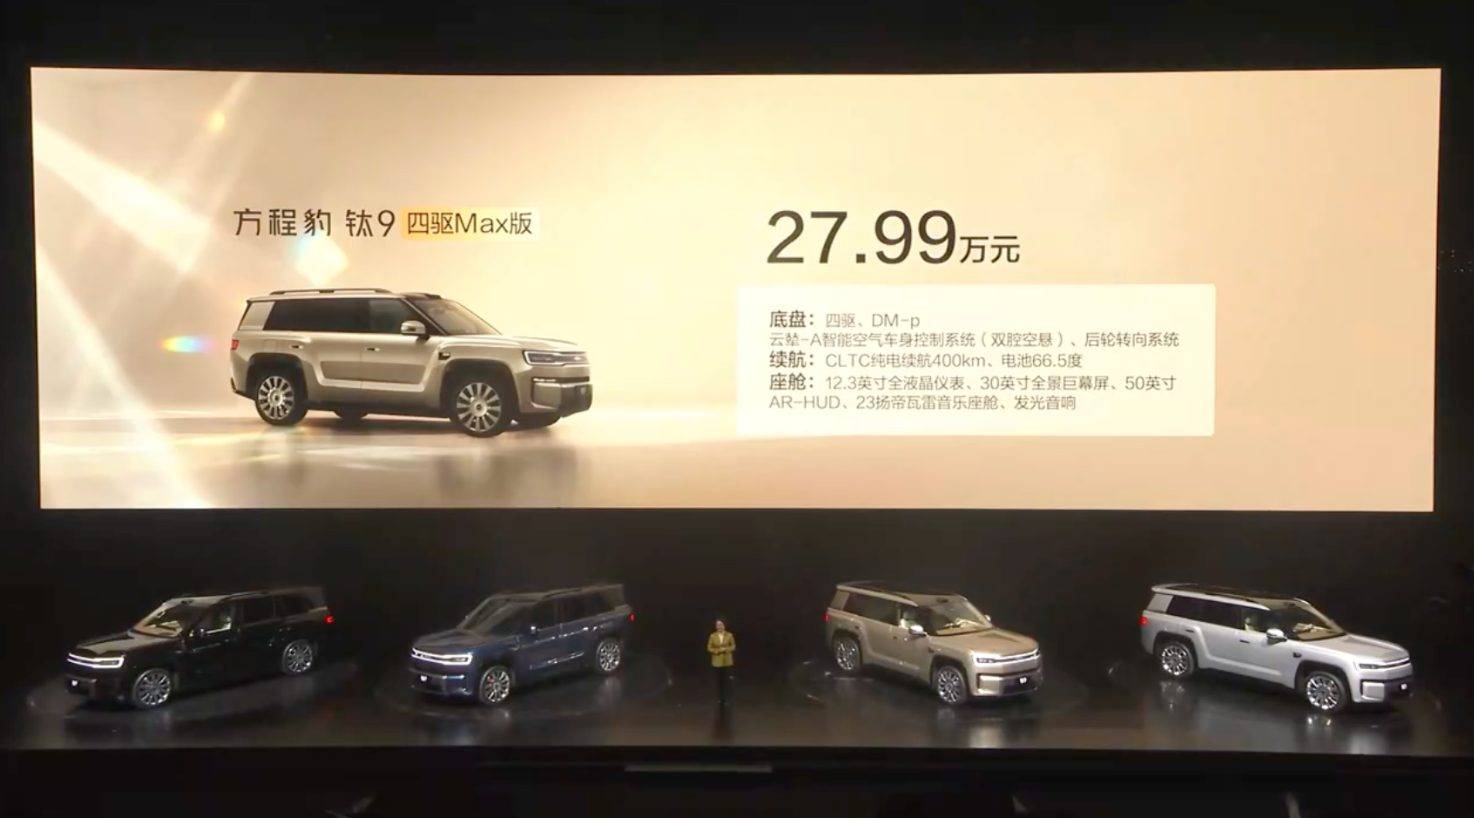 方程豹 钛9 四驱Max版
27.99万元
底盘：四驱、DM-p
云辇-A智能空气车身控制系统（双腔空悬）、后轮转向系统
续航：CLTC纯电续航400km、电池66.5度
座舱：12.3英寸全液晶仪表、30英寸全景巨幕屏、50英寸
AR-HUD、23扬帝瓦雷音乐座舱、发光音响